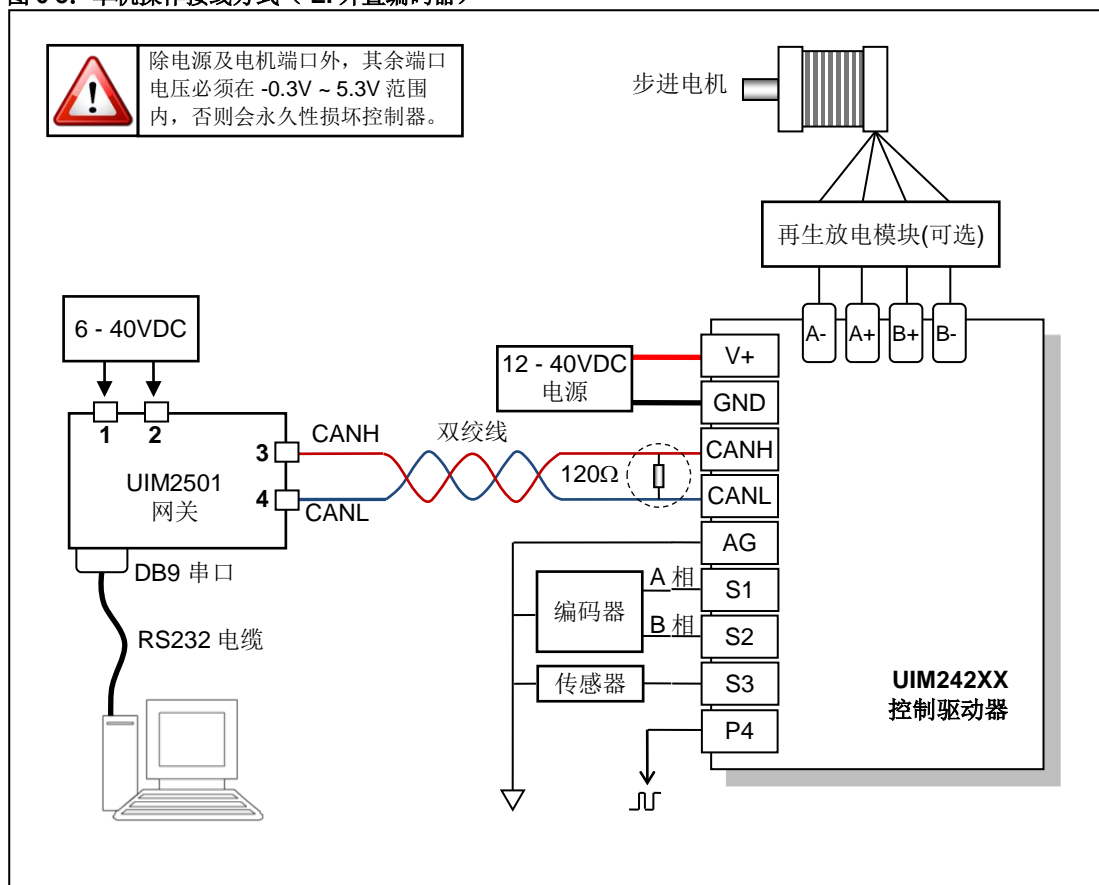 除电源及电机端口外，其余端口
电压必须在 -0.3V ~ 5.3V 范围
内，否则会永久性损坏控制器。
步进电机
再生放电模块(可选)
A-
A+
B+
B-
6 - 40VDC
12 - 40VDC
电源
V+
GND
CANH
CANL
AG
S1
S2
S3
P4
1
2
3
4
UIM2501
网关
CANH
CANL
双绞线
120Ω
DB9 串口
RS232 电缆
编码器
A 相
B 相
传感器
UIM242XX
控制驱动器